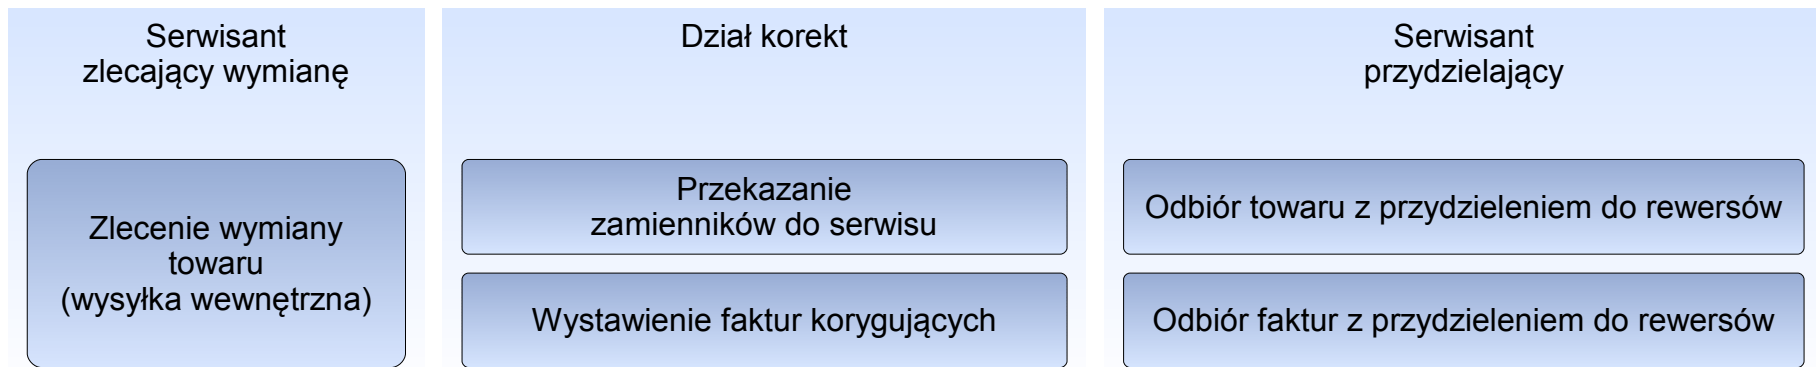 Serwisant
zlecający wymianę
Dział korekt
Serwisant
przydzielający
Zlecenie wymiany
towaru
(wysyłka wewnętrzna)
Przekazanie
zamienników do serwisu
Wystawienie faktur korygujących
Odbiór towaru z przydzieleniem do rewersów
Odbiór faktur z przydzieleniem do rewersów